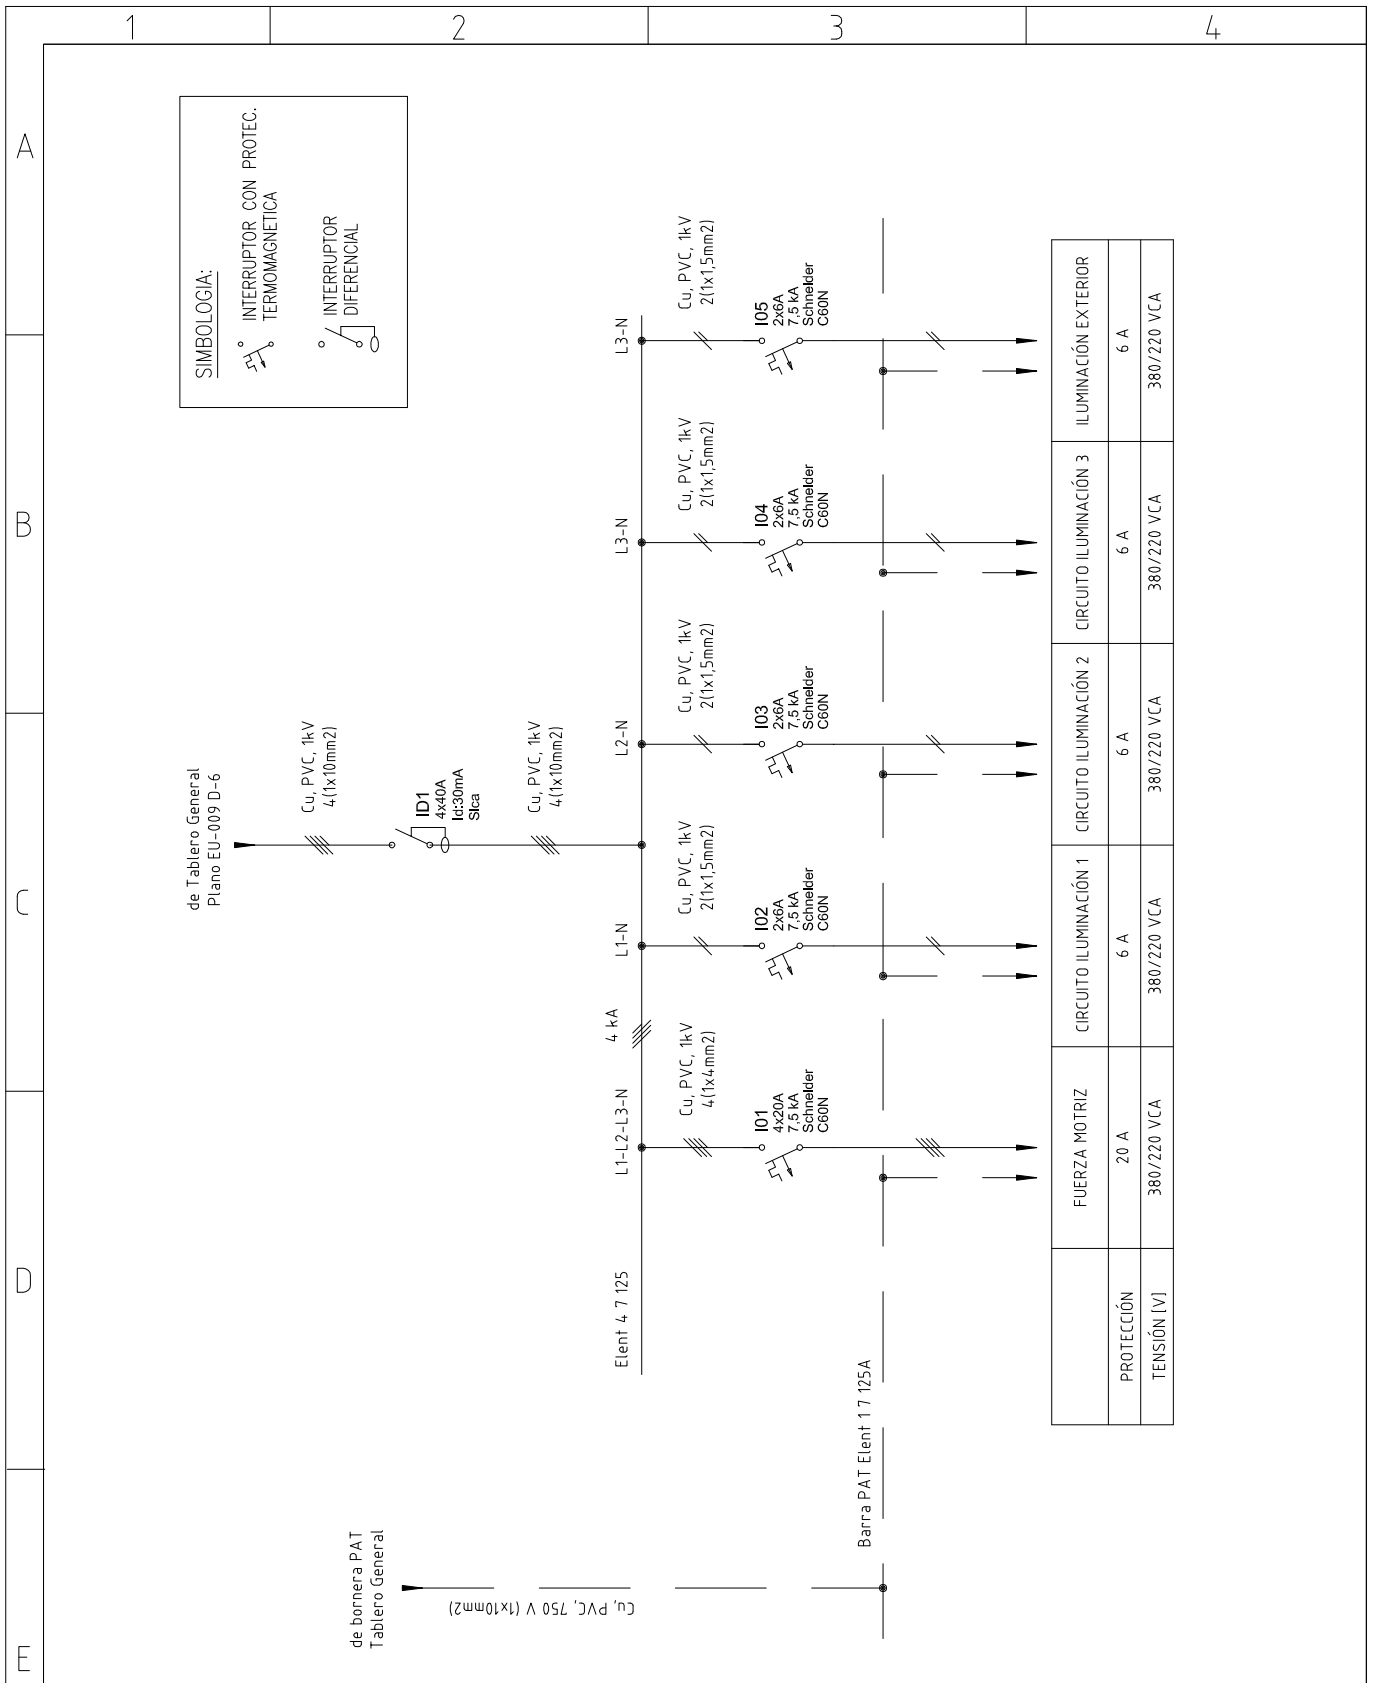 1
2
3
4
A
B
C
D
E
SIMBOLOGIA:
INTERRUPTOR CON PROTEC.
TERMOMAGNETICA
INTERRUPTOR
DIFERENCIAL
de Tablero General
Plano EU-009 D-6
Cu, PVC, 1kV
4(1x10mm2)
ID1
4x40A
Id:30mA
Sica
Cu, PVC, 1kV
4(1x10mm2)
Elent 4 7 125
4 kA
L1-L2-L3-N
Cu, PVC, 1kV
4(1x4mm2)
I01
4x20A
7,5 kA
Schneider
C60N
L1-N
Cu, PVC, 1kV
2(1x1,5mm2)
I02
2x6A
7,5 kA
Schneider
C60N
L2-N
Cu, PVC, 1kV
2(1x1,5mm2)
I03
2x6A
7,5 kA
Schneider
C60N
L3-N
Cu, PVC, 1kV
2(1x1,5mm2)
I04
2x6A
7,5 kA
Schneider
C60N
L3-N
Cu, PVC, 1kV
2(1x1,5mm2)
I05
2x6A
7,5 kA
Schneider
C60N
de bornera PAT
Tablero General
Cu, PVC, 750 V (1x10mm2)
Barra PAT Elent 1 7 125A
FUERZA MOTRIZ
CIRCUITO ILUMINACIÓN 1
CIRCUITO ILUMINACIÓN 2
CIRCUITO ILUMINACIÓN 3
ILUMINACIÓN EXTERIOR
PROTECCIÓN
20 A
6 A
6 A
6 A
6 A
TENSIÓN [V]
380/220 VCA
380/220 VCA
380/220 VCA
380/220 VCA
380/220 VCA